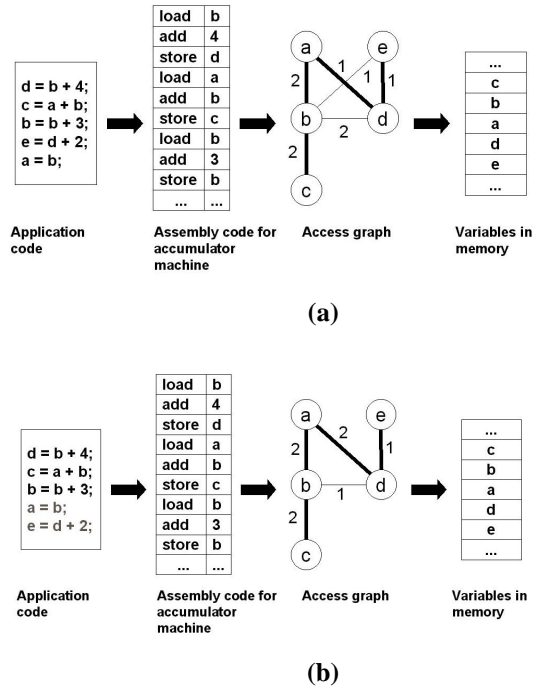 load b
add 4
store d
load a
add b
store c
load b
add 3
store b
... ...
d = b + 4;
c = a + b;
b = b + 3;
e = d + 2;
a = b;
a e
1 1 1
2
b d
2
2
c
...
c
b
a
d
e
...
Application code
Assembly code for accumulator machine
Access graph
Variables in memory
(a)
load b
add 4
store d
load a
add b
store c
load b
add 3
store b
... ...
d = b + 4;
c = a + b;
b = b + 3;
a = b;
e = d + 2;
a e
2 2 1
b d
1
2
c
...
c
b
a
d
e
...
Application code
Assembly code for accumulator machine
Access graph
Variables in memory
(b)